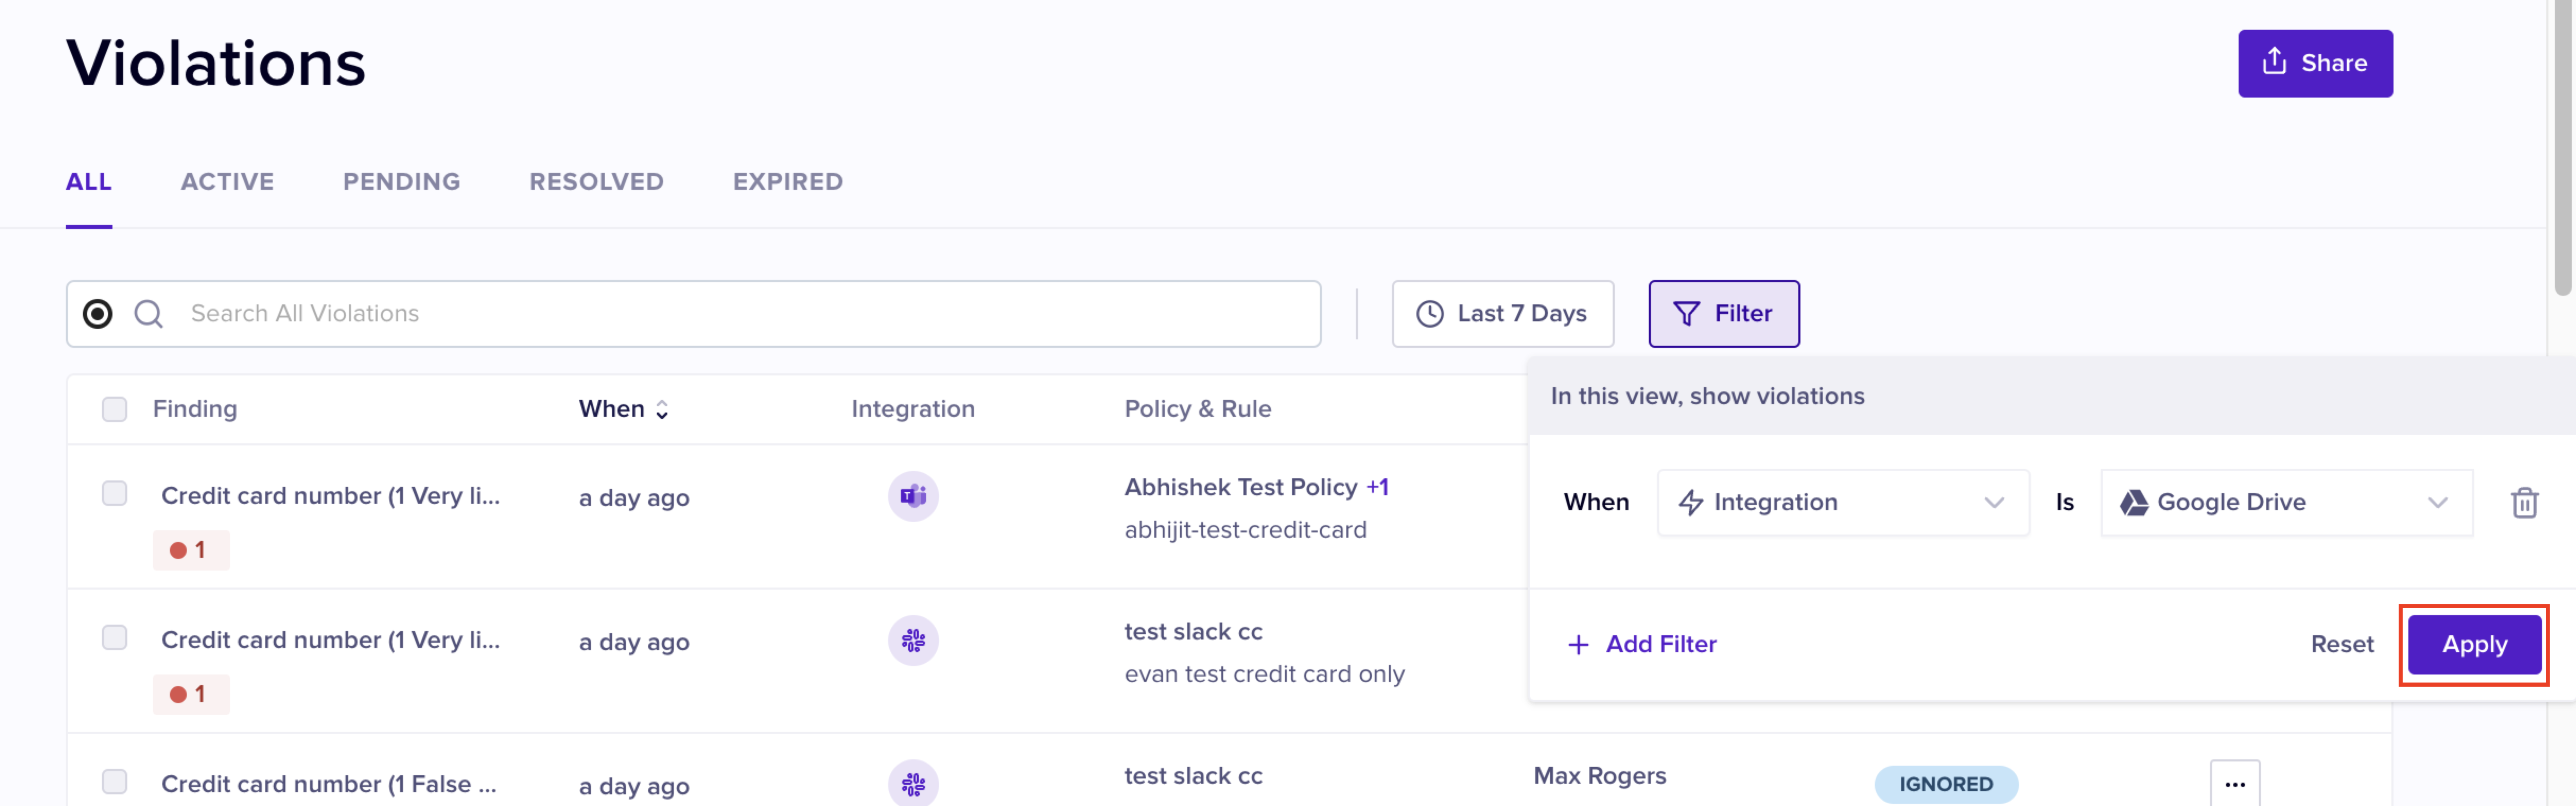 Violations
Share
ALL ACTIVE PENDING RESOLVED EXPIRED
Search All Violations
Last 7 Days
Filter
Finding When Integration Policy & Rule
In this view, show violations
When Integration Is Google Drive
+ Add Filter
Reset
Apply
Credit card number (1 Very li...
1
a day ago
T
Abhishek Test Policy +1
abhijit-test-credit-card
Credit card number (1 Very li...
1
a day ago
test slack cc
evan test credit card only
Credit card number (1 False ...
a day ago
test slack cc
Max Rogers
IGNORED
...